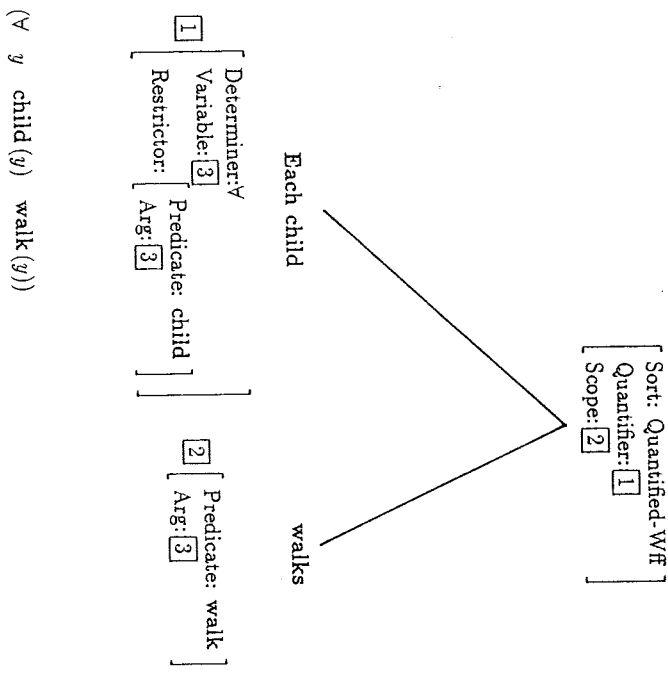 Sort: Quantified-Wff
Quantifier: 1
Scope: 2
Each child
walks
1
Determiner:∀
Variable: 3
Restrictor:
Predicate: child
Arg: 3
2
Predicate: walk
Arg: 3
(∀ y child(y) walk(y))